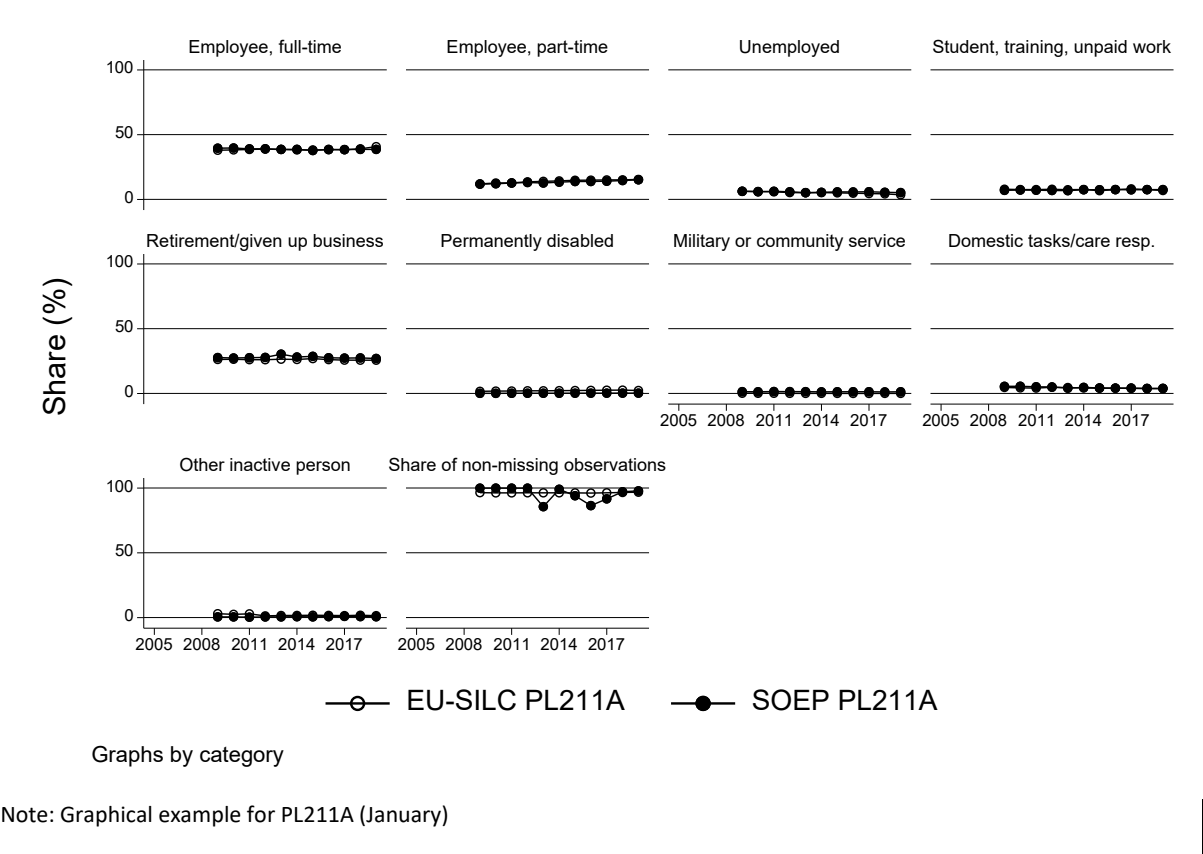 Employee, full-time Employee, part-time Unemployed Student, training, unpaid work
100
50
0
Retirement/given up business Permanently disabled Military or community service Domestic tasks/care resp.
100
50
0
2005 2008 2011 2014 2017 2005 2008 2011 2014 2017
Share (%)
Other inactive person Share of non-missing observations
100
50
0
2005 2008 2011 2014 2017 2005 2008 2011 2014 2017
EU-SILC PL211A SOEP PL211A
Graphs by category
Note: Graphical example for PL211A (January)